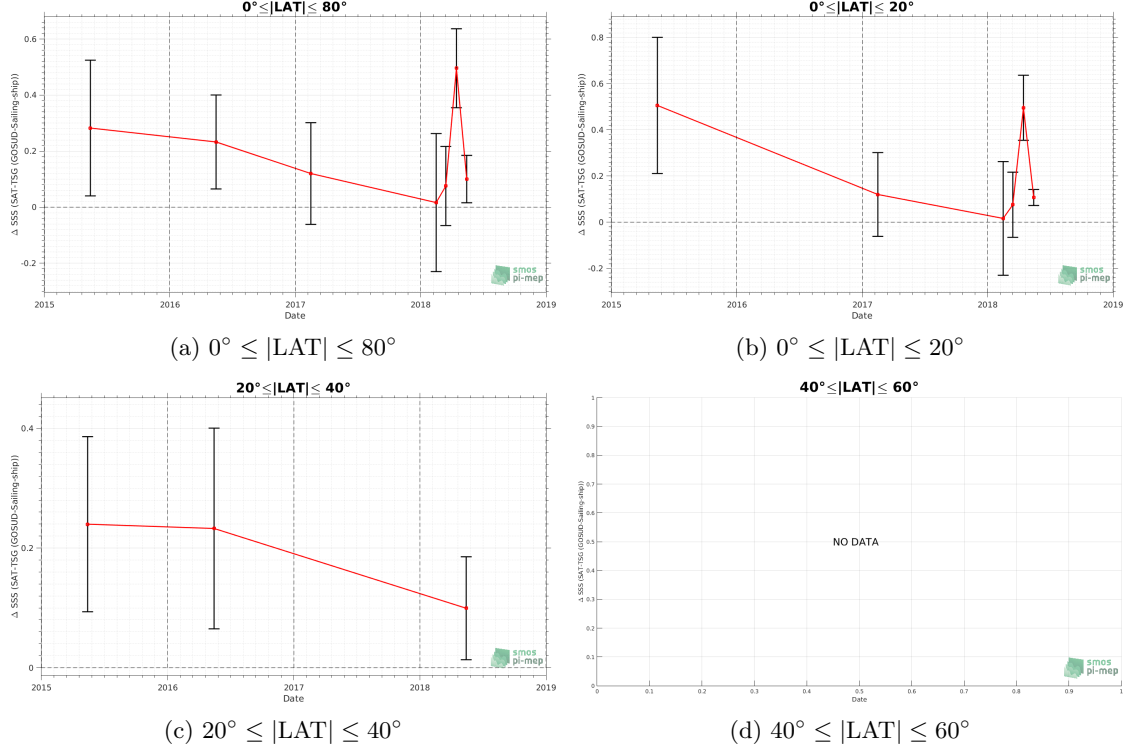 0°≤|LAT|≤ 80°
Δ SSS (SAT-TSG (GOSUD-Sailing-ship))
0.6
0.4
0.2
0
-0.2
2015 2016 2017 2018 2019
Date
smos
pi-mep
(a) 0° ≤ |LAT| ≤ 80°
0°≤|LAT|≤ 20°
Δ SSS (SAT-TSG (GOSUD-Sailing-ship))
0.8
0.6
0.4
0.2
0
-0.2
2015 2016 2017 2018 2019
Date
smos
pi-mep
(b) 0° ≤ |LAT| ≤ 20°
20°≤|LAT|≤ 40°
Δ SSS (SAT-TSG (GOSUD-Sailing-ship))
0.4
0.2
0
2015 2016 2017 2018 2019
Date
smos
pi-mep
(c) 20° ≤ |LAT| ≤ 40°
40°≤|LAT|≤ 60°
Δ SSS (SAT-TSG (GOSUD-Sailing-ship))
1
0.9
0.8
0.7
0.6
0.5
0.4
0.3
0.2
0.1
0
NO DATA
0 0.1 0.2 0.3 0.4 0.5 0.6 0.7 0.8 0.9 1
Date
smos
pi-mep
(d) 40° ≤ |LAT| ≤ 60°